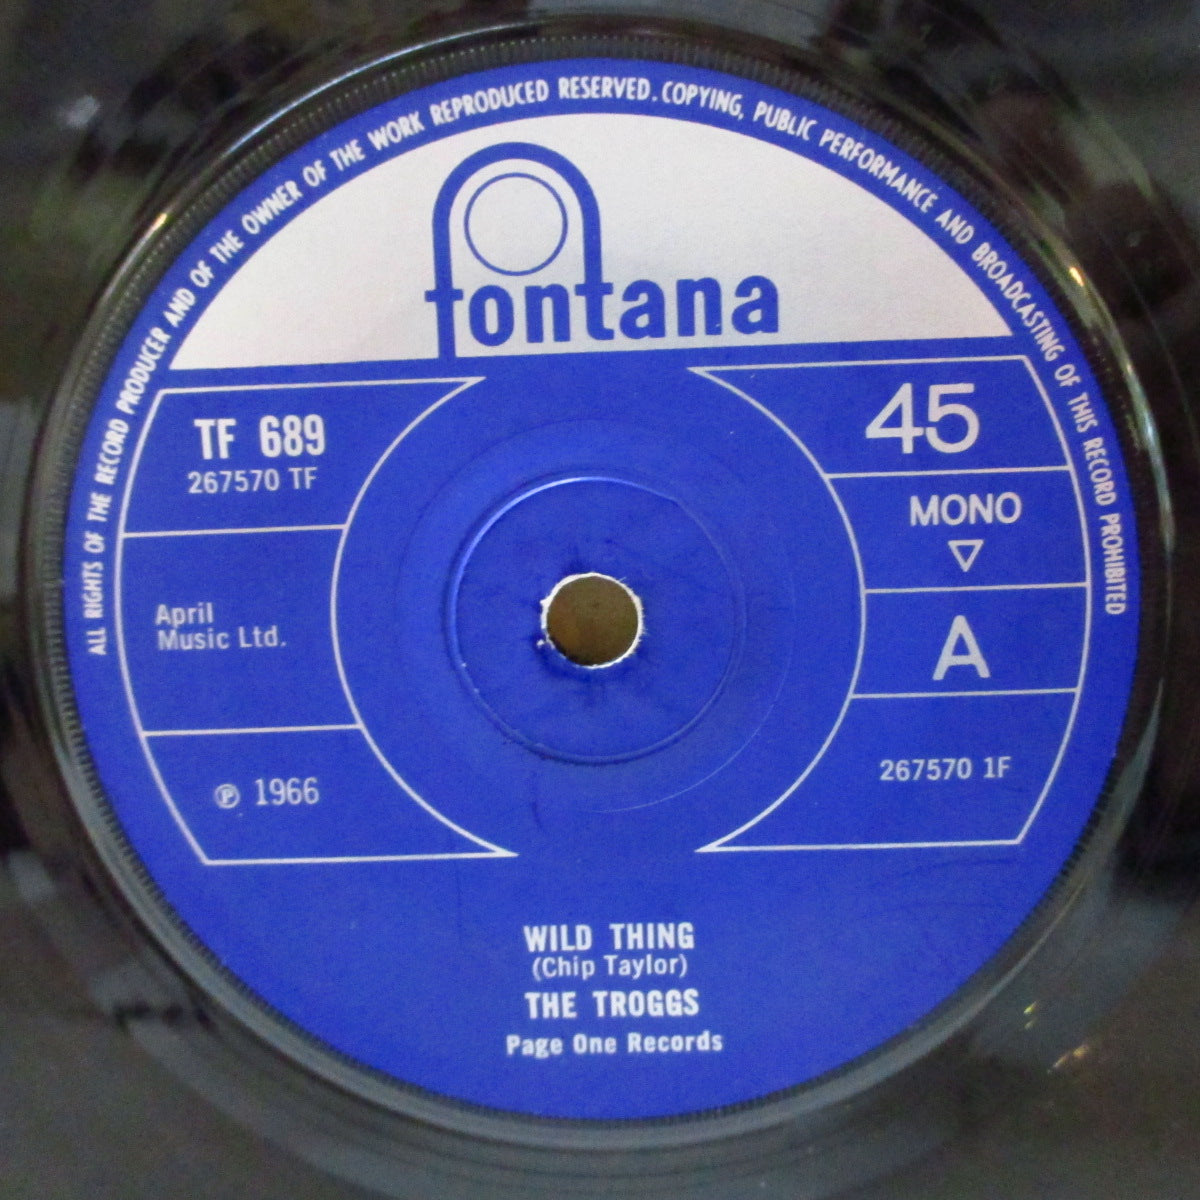 ALL RIGHTS OF THE RECORD PRODUCER AND OF THE OWNER OF THE WORK REPRODUCED RESERVED. COPYING, PUBLIC PERFORMANCE AND BROADCASTING OF THIS RECORD PROHIBITED
fontana
TF 689
267570 TF
April
Music Ltd.
℗ 1966
45
MONO
▽
A
267570 1F
WILD THING
(Chip Taylor)
THE TROGGS
Page One Records